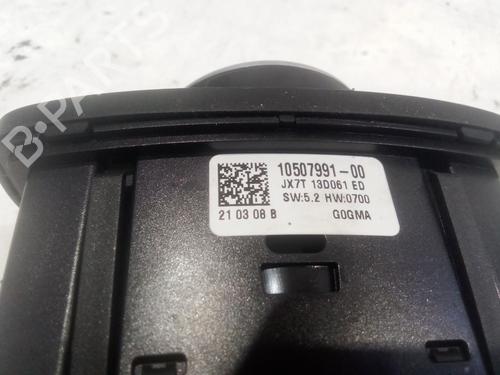 B-PARTS
10507991-00
JX7T 13D061 ED
SW:5.2 HW:0700
21 03 08 B
G0GMA